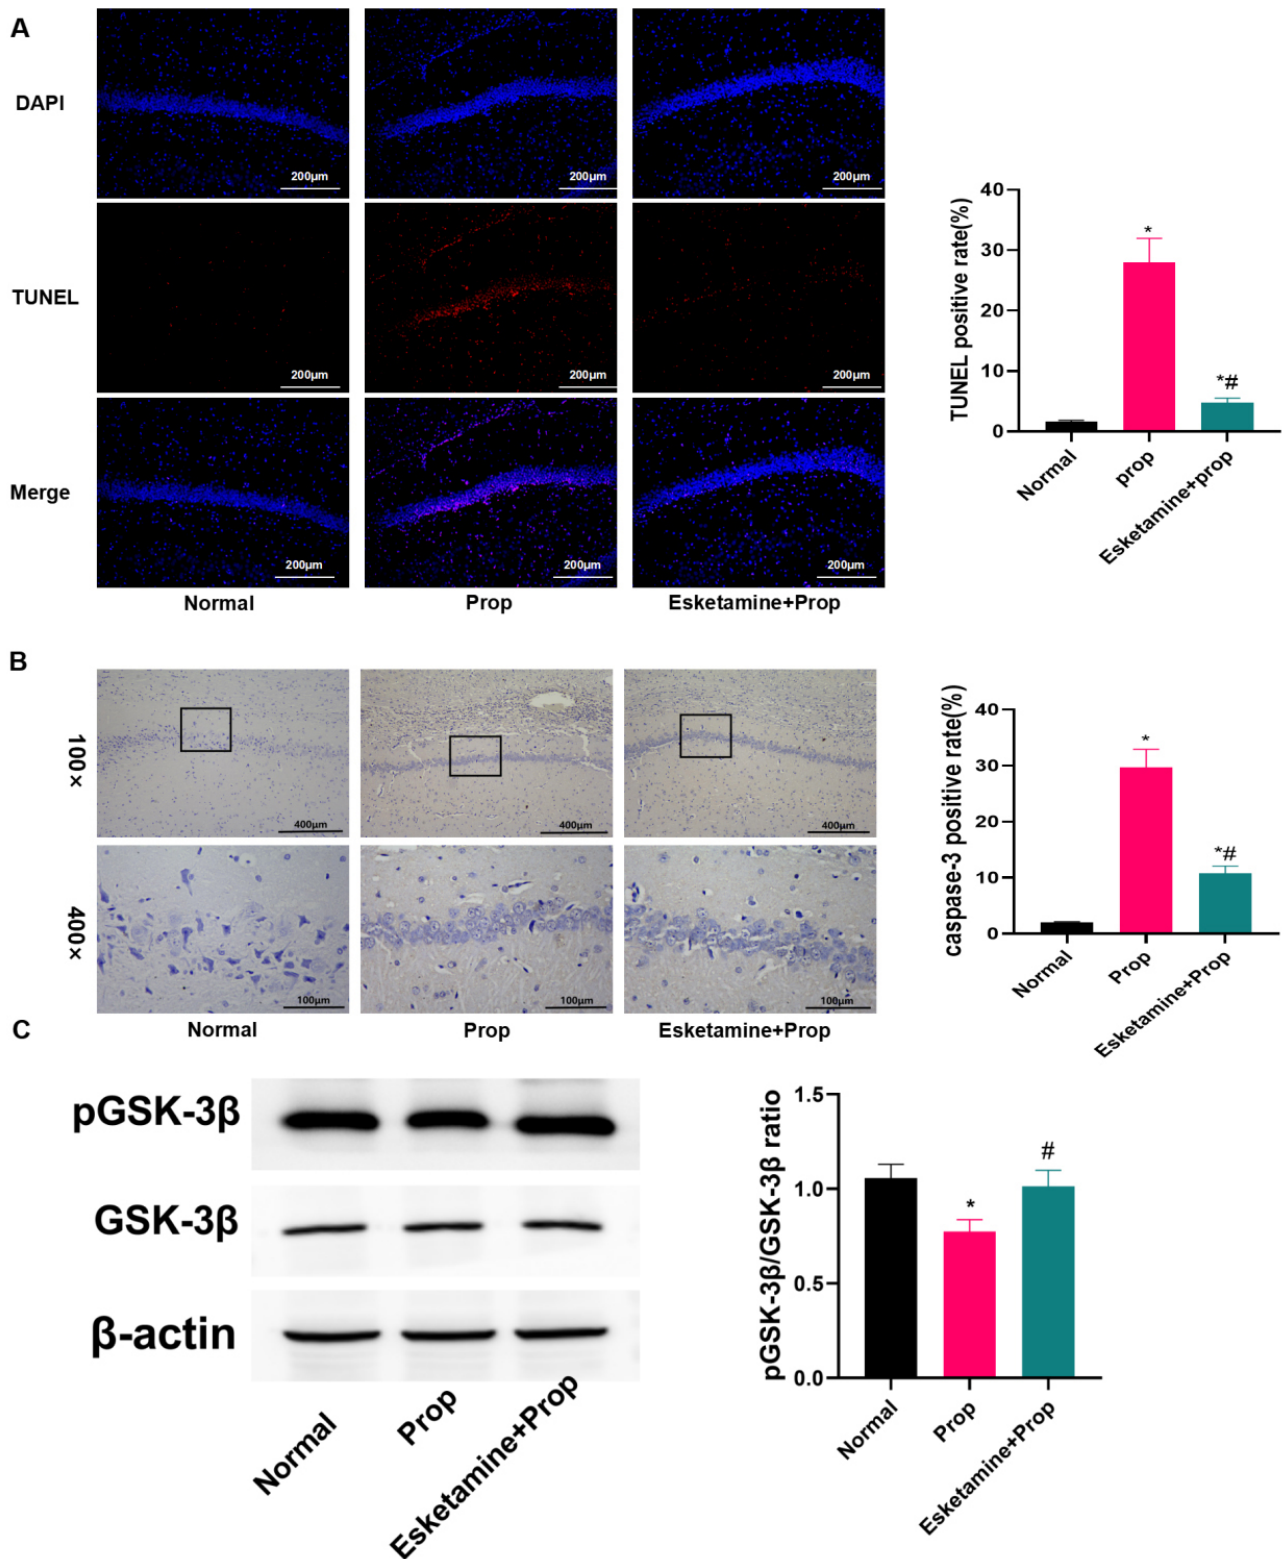 A
DAPI
200μm
200μm
200μm
TUNEL
200μm
200μm
200μm
Merge
200μm
200μm
200μm
Normal
Prop
Esketamine+Prop
TUNEL positive rate(%)
40
30
20
10
0
*
*#
Normal
prop
Esketamine+prop
B
100×
400μm
400μm
400μm
400×
100μm
100μm
100μm
Normal
Prop
Esketamine+Prop
caspase-3 positive rate(%)
40
30
20
10
0
*
*#
Normal
Prop
Esketamine+Prop
C
pGSK-3β
GSK-3β
β-actin
Normal
Prop
Esketamine+Prop
pGSK-3β/GSK-3β ratio
1.5
1.0
0.5
0.0
*
#
Normal
Prop
Esketamine+Prop